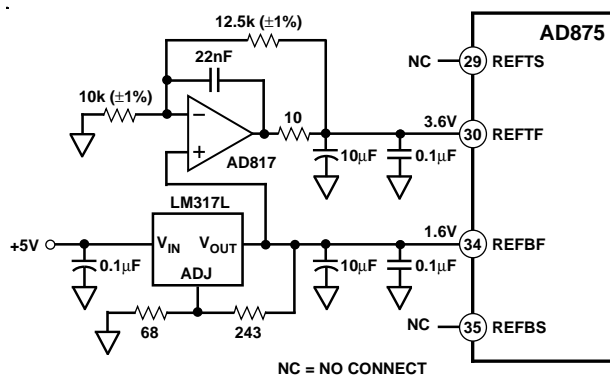 12.5k (±1%)
AD875
22nF
NC
29
REFTS
10k (±1%)
10
3.6V
30
REFTF
AD817
10µF
0.1µF
LM317L
1.6V
+5V
VIN
VOUT
34
REFBF
0.1µF
ADJ
10µF
0.1µF
68
243
NC
35
REFBS
NC = NO CONNECT